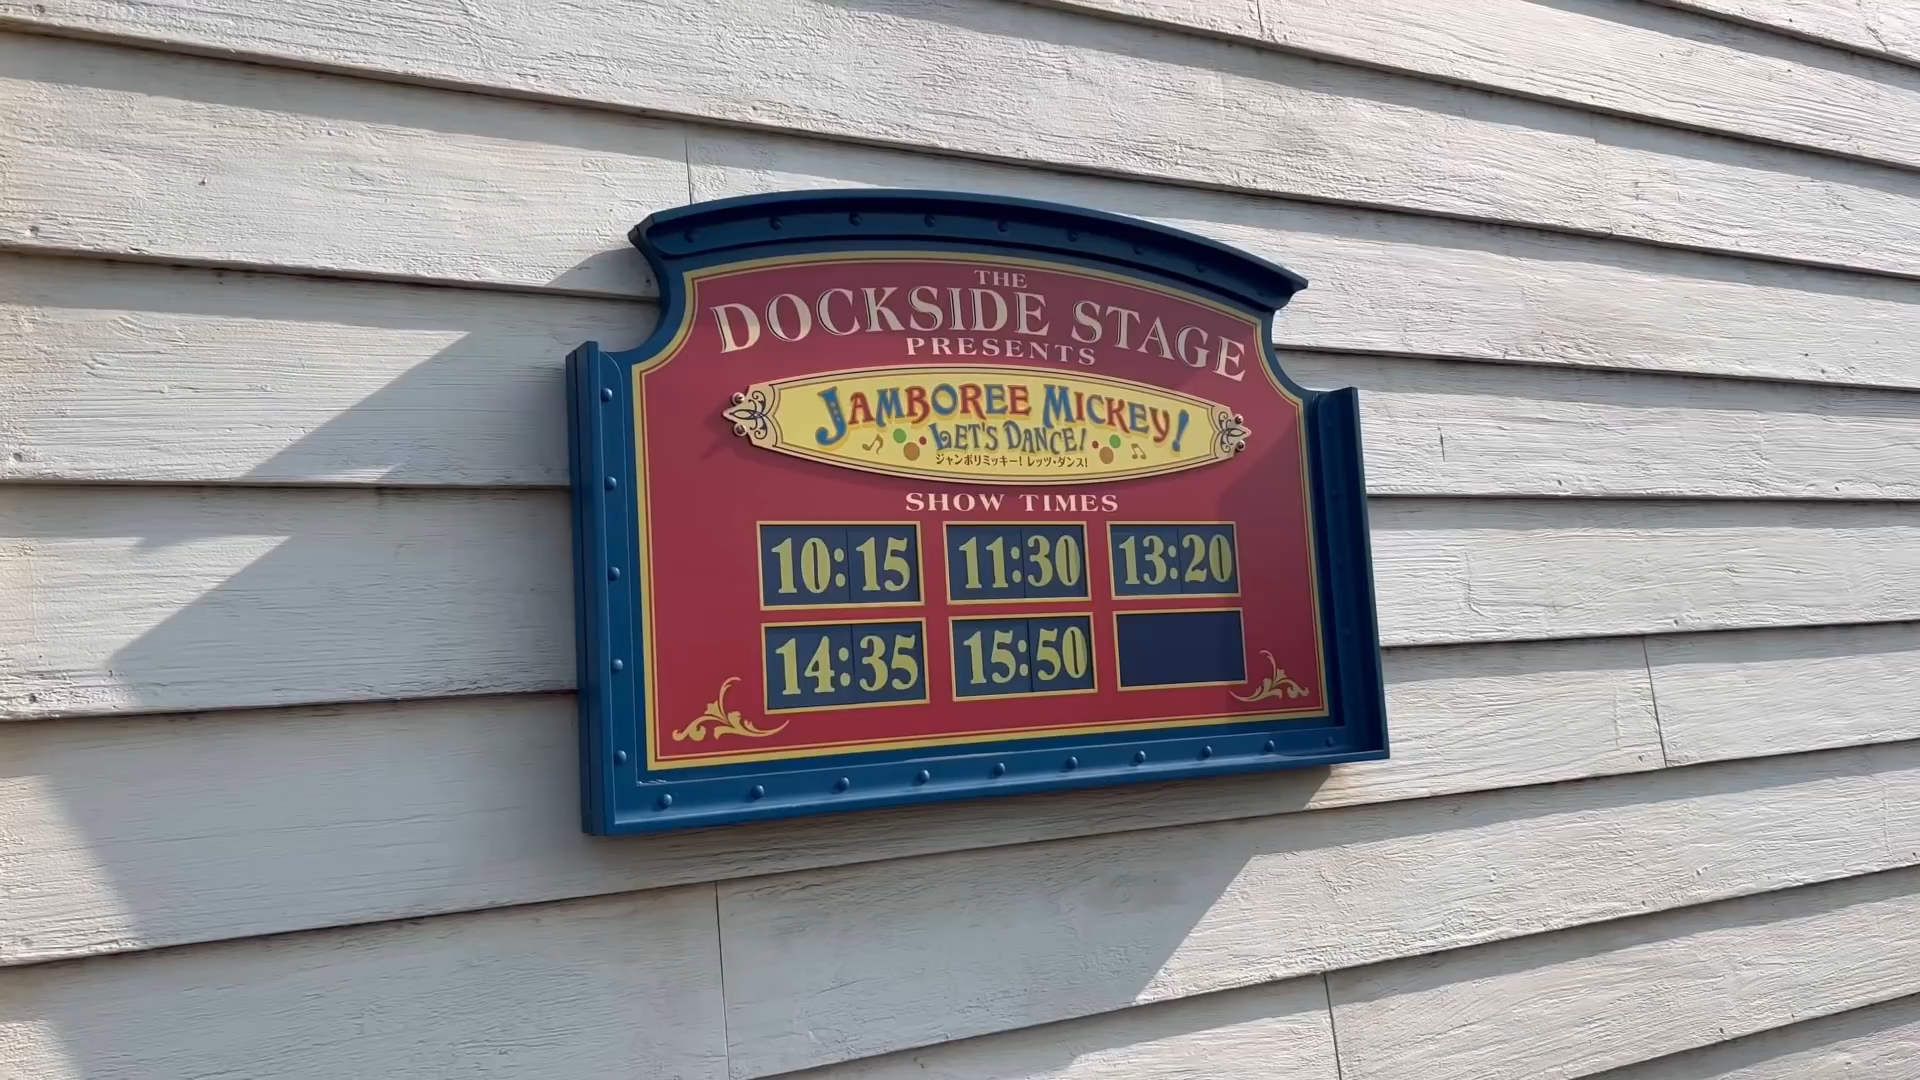 THE
DOCKSIDE STAGE
PRESENTS
JAMBOREE MICKEY!
LET'S DANCE!
ジャンボリミッキー! レッツ・ダンス!
SHOW TIMES
10:15 11:30 13:20
14:35 15:50